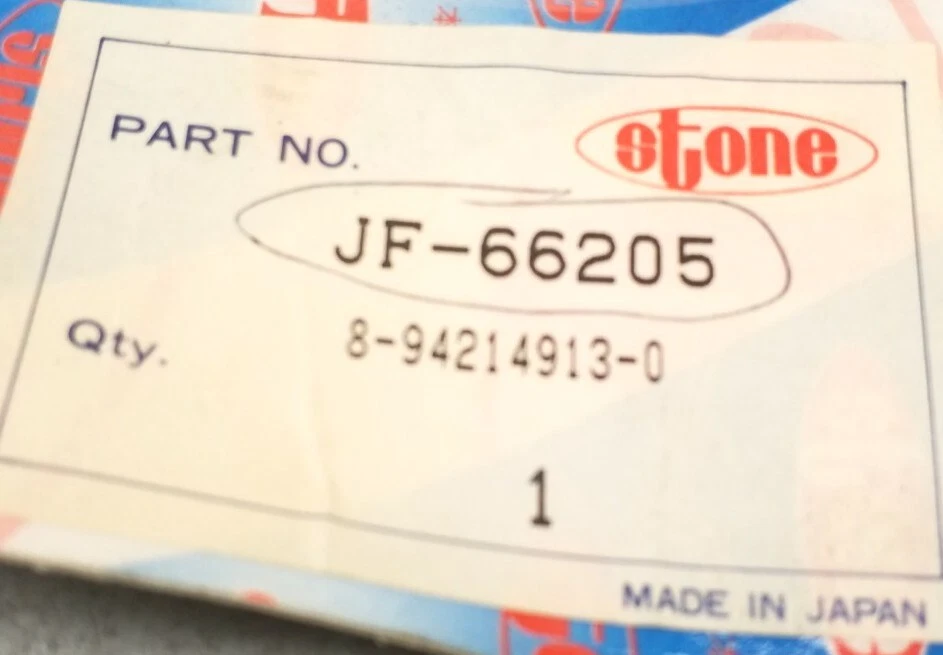 PART NO.
stone
JF-66205
Qty.
8-94214913-0
1
MADE IN JAPAN